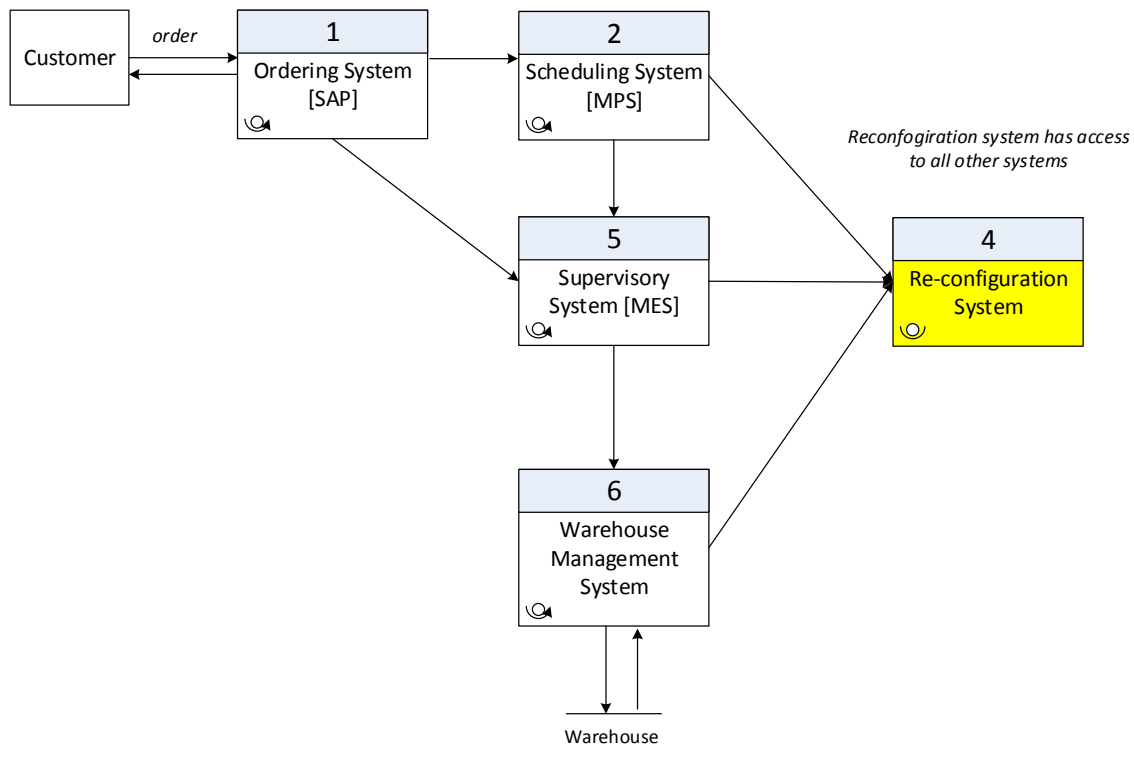 Customer
order
1
Ordering System
[SAP]
2
Scheduling System
[MPS]
Reconfogiration system has access
to all other systems
5
Supervisory
System [MES]
4
Re-configuration
System
6
Warehouse
Management
System
Warehouse